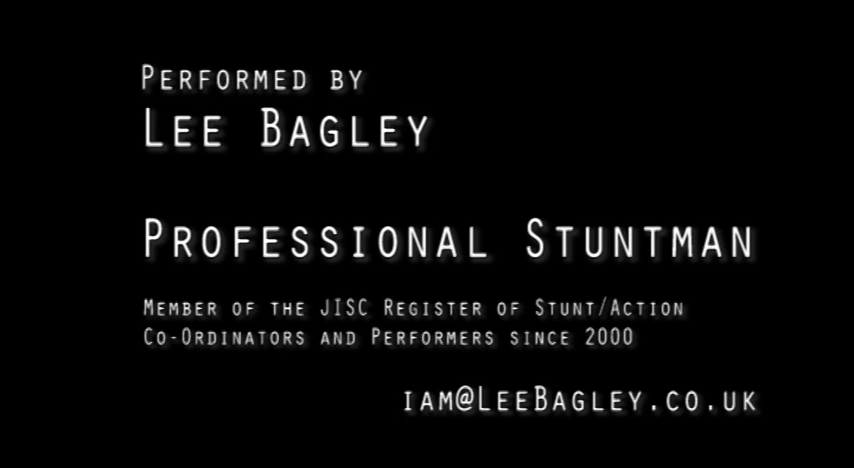 Performed by
Lee Bagley
Professional Stuntman
Member of the JISC Register of Stunt/Action
Co-Ordinators and Performers since 2000
iam@LeeBagley.co.uk